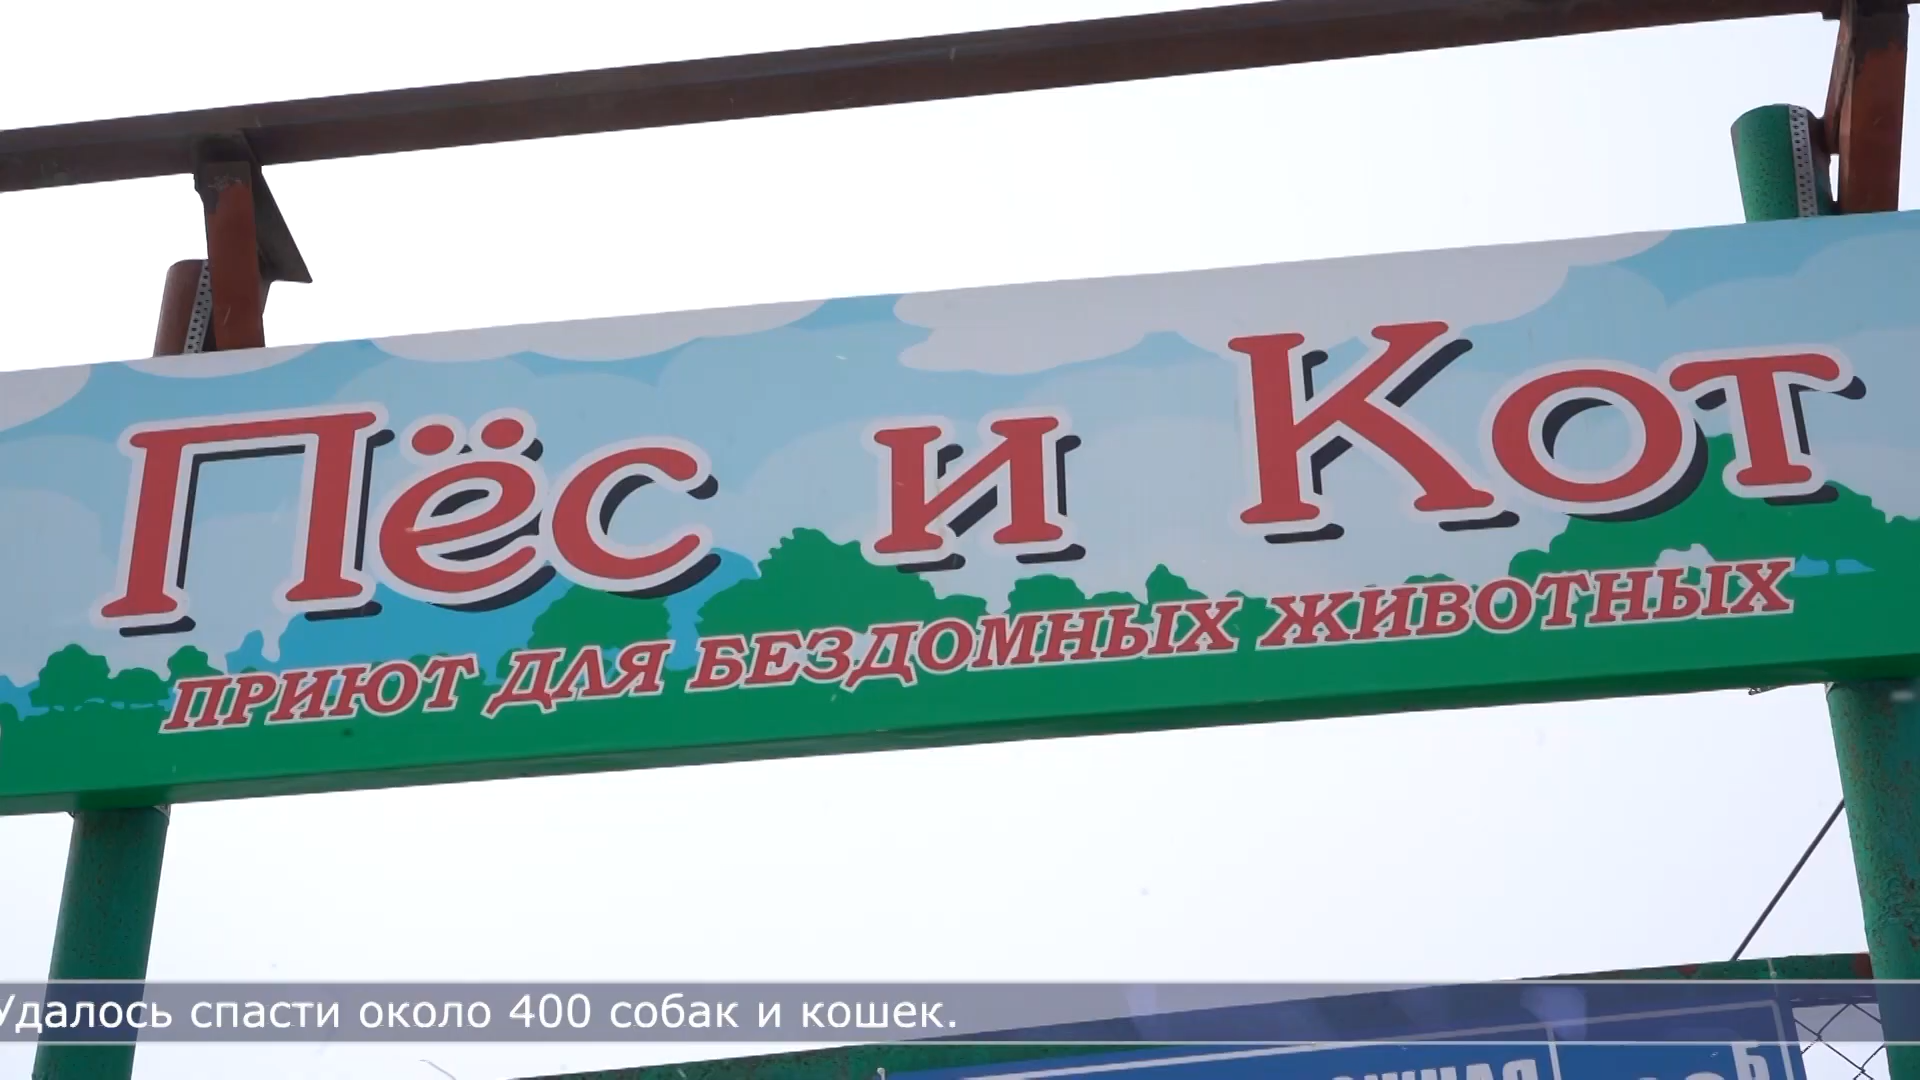 Пёс и Кот
ПРИЮТ ДЛЯ БЕЗДОМНЫХ ЖИВОТНЫХ
Удалось спасти около 400 собак и кошек.